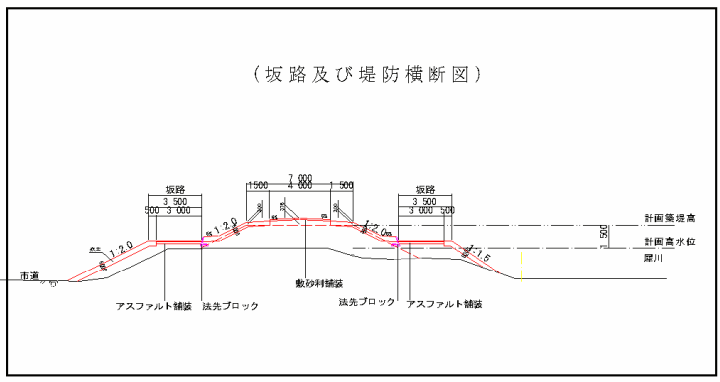 (坂路及び堤防横断図)
7 000
1500 4 000 1 500
坂路
3 500
500 3 000
坂路
3 500
3 000 500
1:2.0
1:2.0
1:2.0
1:1.5
計画築堤高
1 500
計画高水位
犀川
市道
敷砂利舗装
アスファルト舗装
法先ブロック
法先ブロック
アスファルト舗装